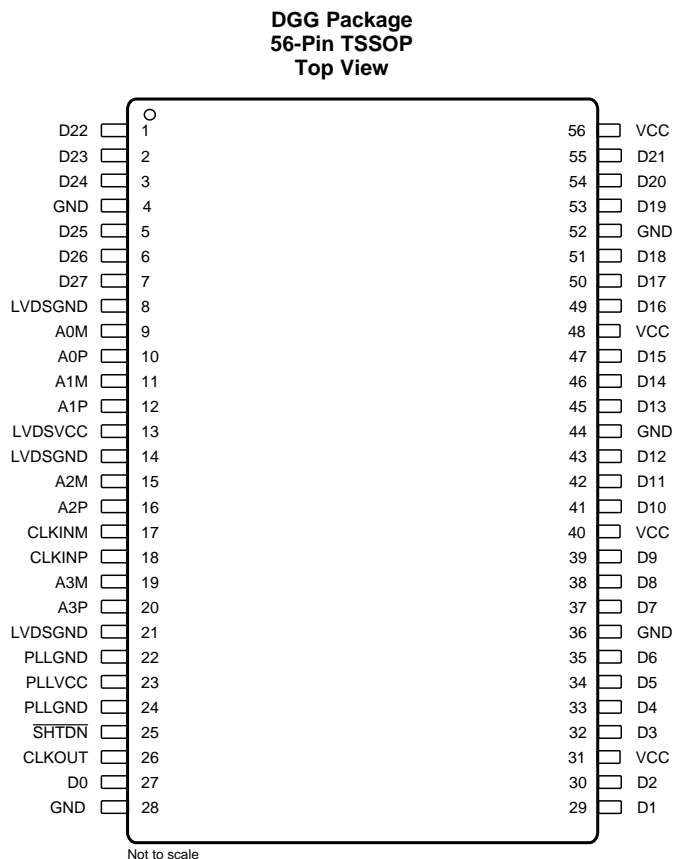 DGG Package
56-Pin TSSOP
Top View
D22 1 56 VCC
D23 2 55 D21
D24 3 54 D20
GND 4 53 D19
D25 5 52 GND
D26 6 51 D18
D27 7 50 D17
LVDSGND 8 49 D16
A0M 9 48 VCC
A0P 10 47 D15
A1M 11 46 D14
A1P 12 45 D13
LVDSVCC 13 44 GND
LVDSGND 14 43 D12
A2M 15 42 D11
A2P 16 41 D10
CLKINM 17 40 VCC
CLKINP 18 39 D9
A3M 19 38 D8
A3P 20 37 D7
LVDSGND 21 36 GND
PLLGND 22 35 D6
PLLVCC 23 34 D5
PLLGND 24 33 D4
SHTDN 25 32 D3
CLKOUT 26 31 VCC
D0 27 30 D2
GND 28 29 D1
Not to scale